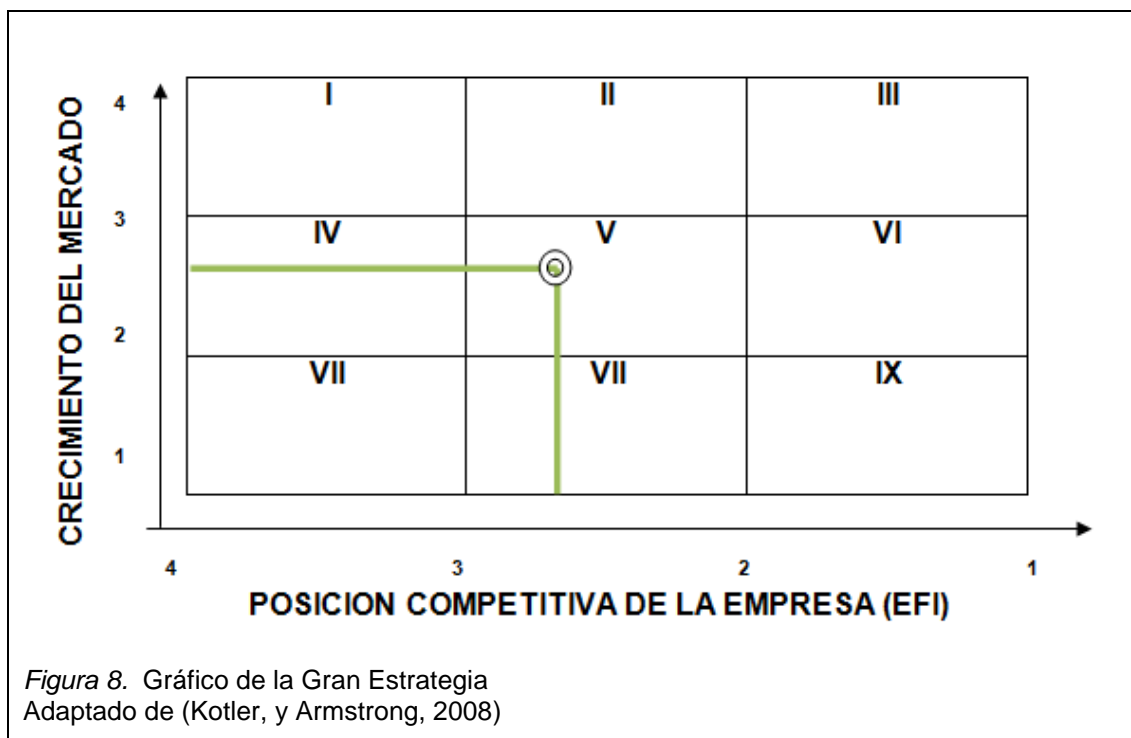 CRECIMIENTO DEL MERCADO
4
I
II
III
3
IV
V
VI
2
VII
VII
IX
1
4
3
2
1
POSICION COMPETITIVA DE LA EMPRESA (EFI)
Figura 8. Gráfico de la Gran Estrategia
Adaptado de (Kotler, y Armstrong, 2008)